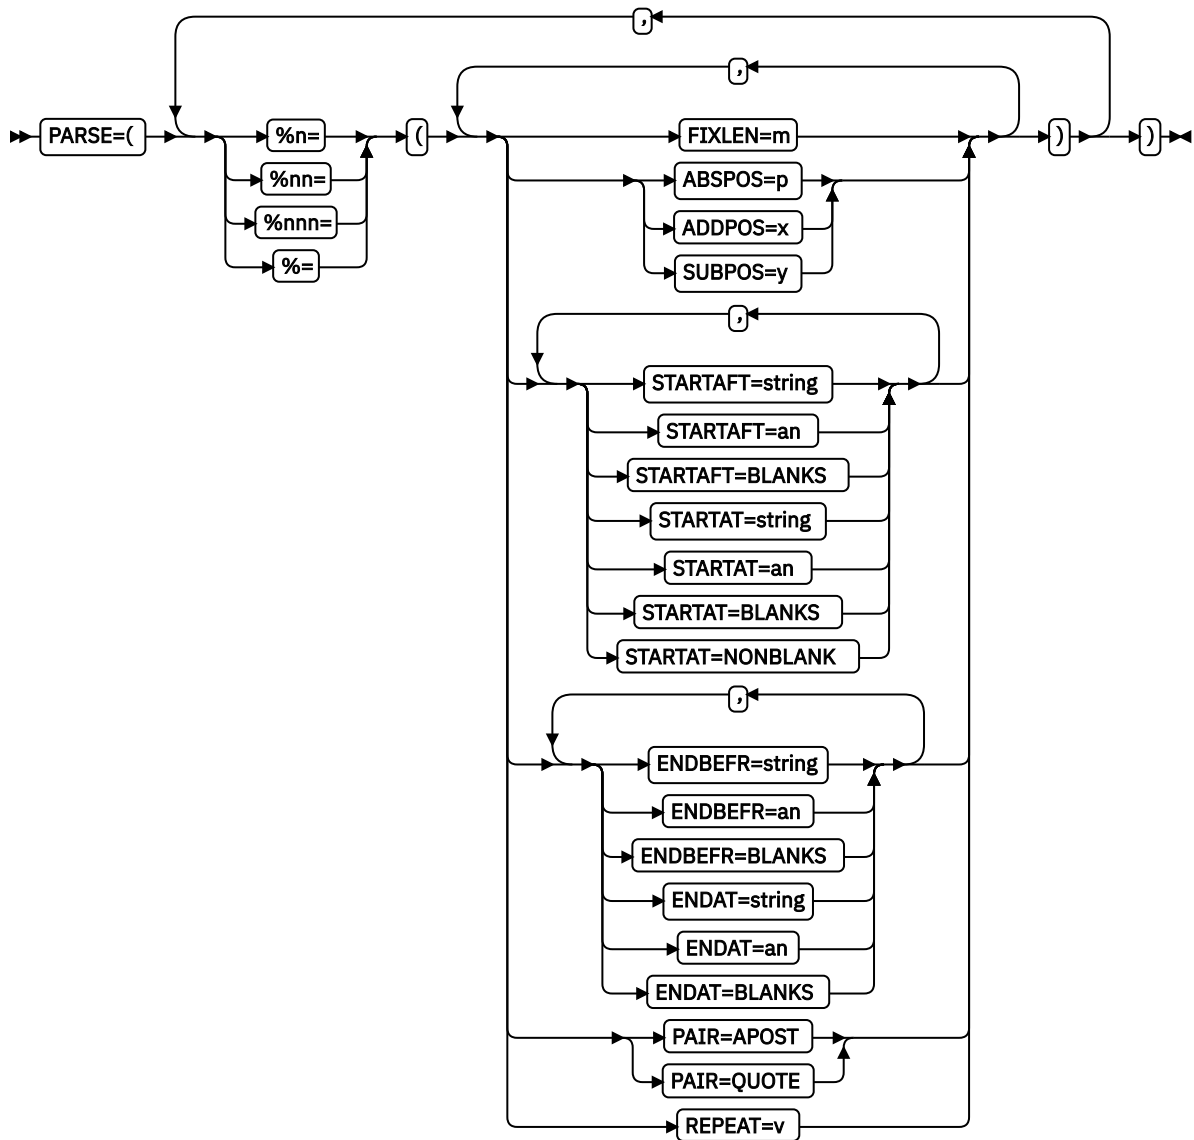 ,
,
PARSE=( %n= ( FIXLEN=m ) )
%nn= ABSPOS=p
%nnn= ADDPOS=x
%= SUBPOS=y
,
STARTAFT=string
STARTAFT=an
STARTAFT=BLANKS
STARTAT=string
STARTAT=an
STARTAT=BLANKS
STARTAT=NONBLANK
,
ENDBEFR=string
ENDBEFR=an
ENDBEFR=BLANKS
ENDAT=string
ENDAT=an
ENDAT=BLANKS
PAIR=APOST
PAIR=QUOTE
REPEAT=v